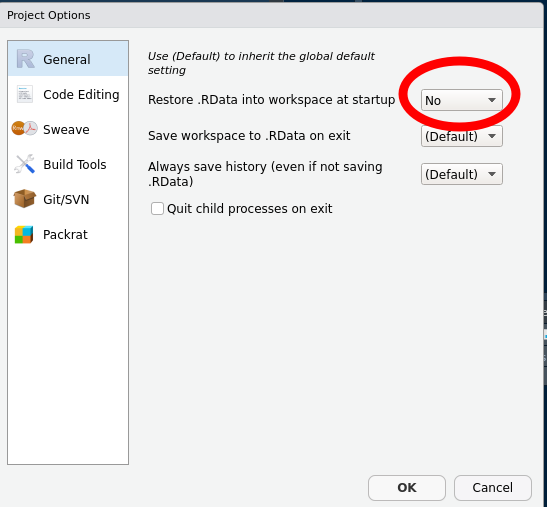 Project Options
General
Code Editing
Sweave
Build Tools
Git/SVN
Packrat
Use (Default) to inherit the global default
setting
Restore .RData into workspace at startup
No
Save workspace to .RData on exit
(Default)
Always save history (even if not saving
.RData)
(Default)
Quit child processes on exit
OK
Cancel